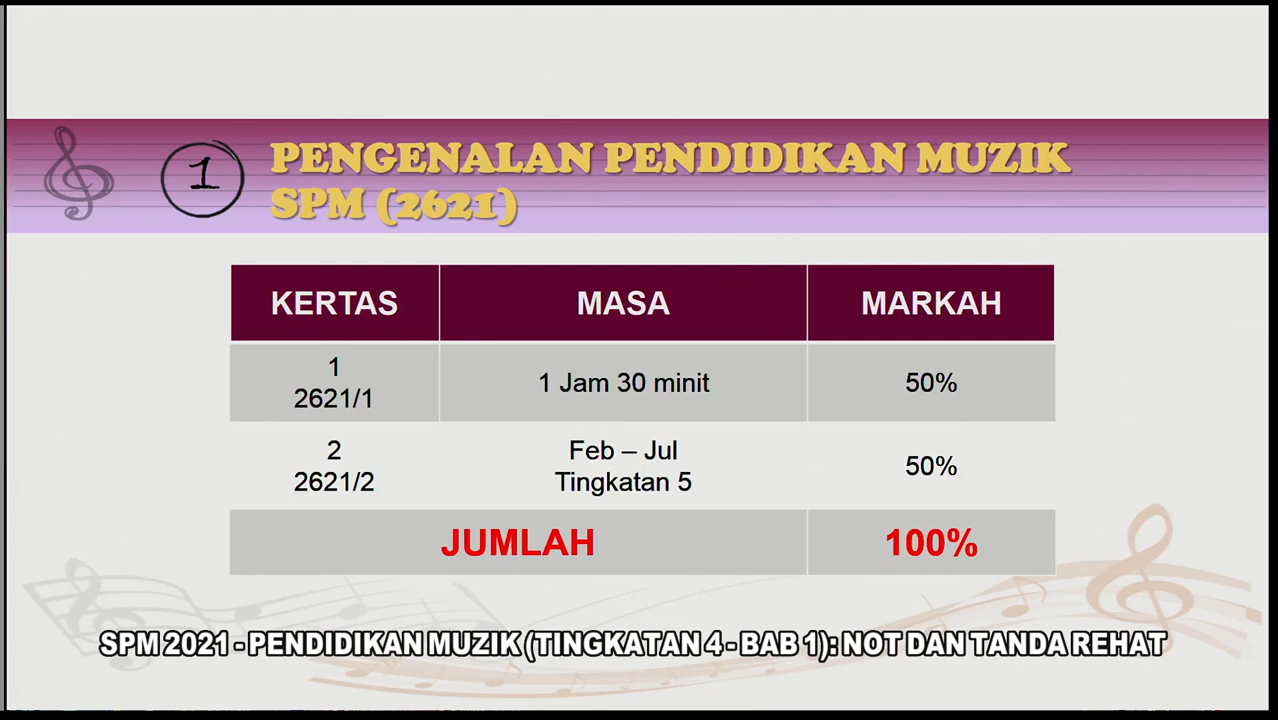 1
PENGENALAN PENDIDIKAN MUZIK
SPM (2621)
KERTAS MASA MARKAH
1
2621/1
1 Jam 30 minit
50%
2
2621/2
Feb – Jul
Tingkatan 5
50%
JUMLAH 100%
SPM 2021 - PENDIDIKAN MUZIK (TINGKATAN 4 - BAB 1): NOT DAN TANDA REHAT